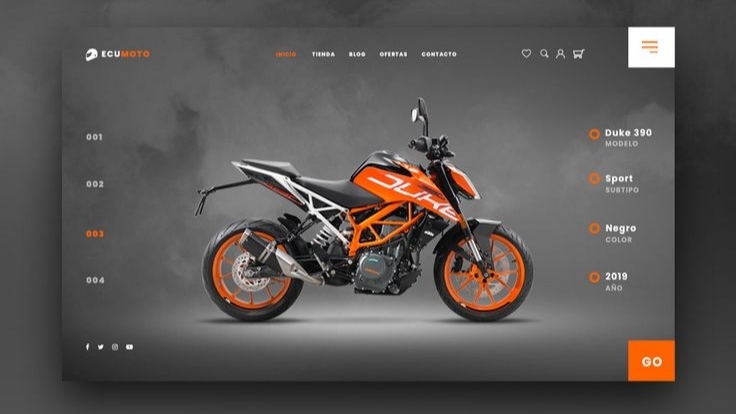 ECUMOTO
INICIO TIENDA BLOG OFERTAS CONTACTO
001
002
003
004
DUKE
Duke 390
MODELO
Sport
SUBTIPO
Negro
COLOR
2019
AÑO
GO